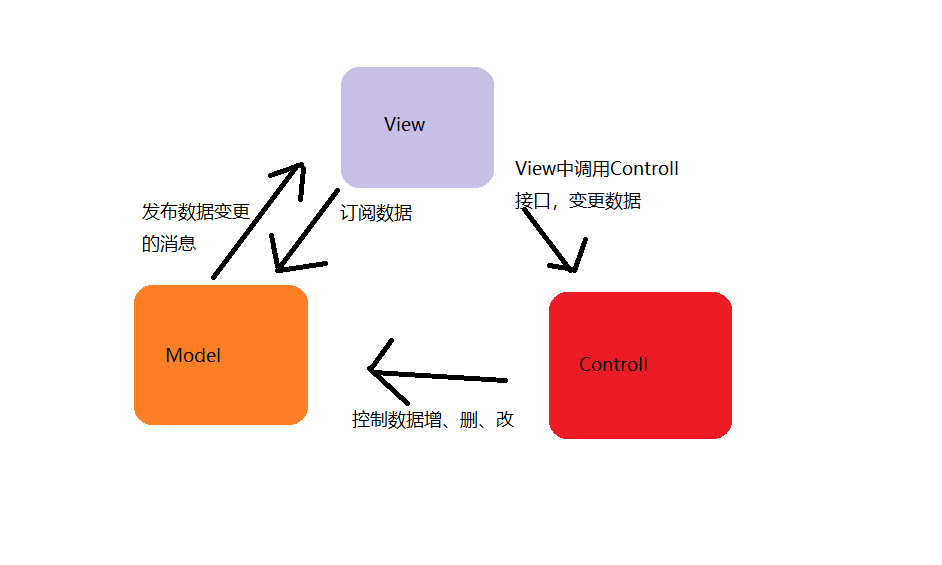 View
View中调用Controll
接口，变更数据
发布数据变更
的消息
订阅数据
Model
Controll
控制数据增、删、改